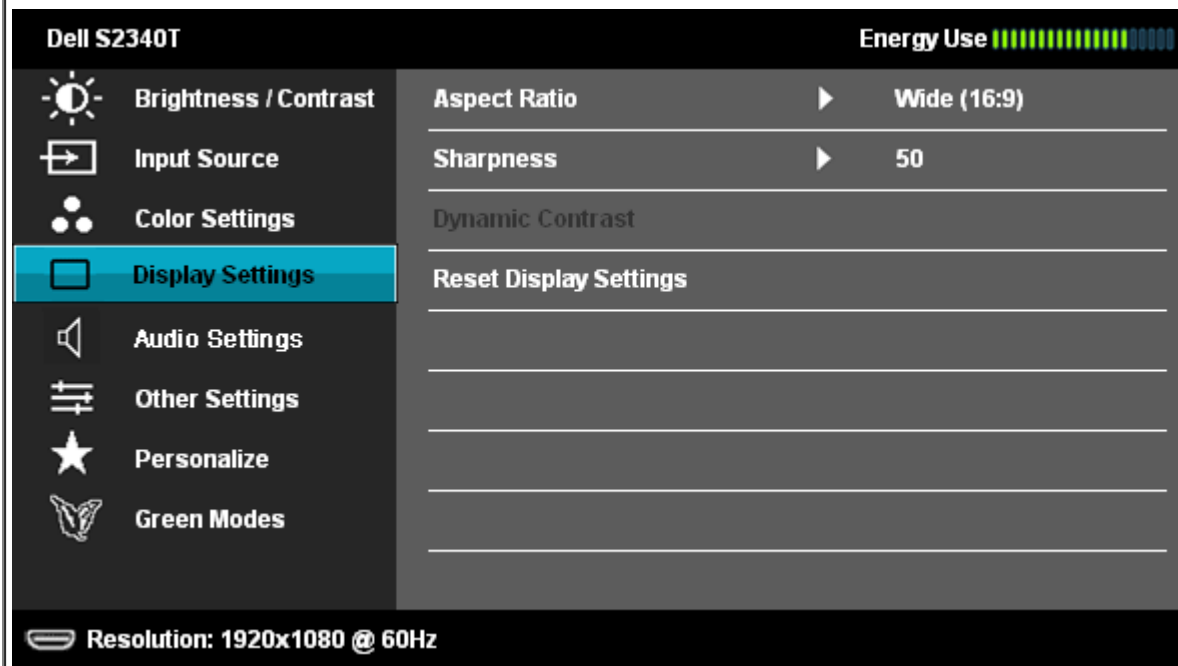 Dell S2340T Energy Use
Brightness / Contrast Aspect Ratio Wide (16:9)
Input Source Sharpness 50
Color Settings Dynamic Contrast
Display Settings Reset Display Settings
Audio Settings
Other Settings
Personalize
Green Modes
Resolution: 1920x1080 @ 60Hz